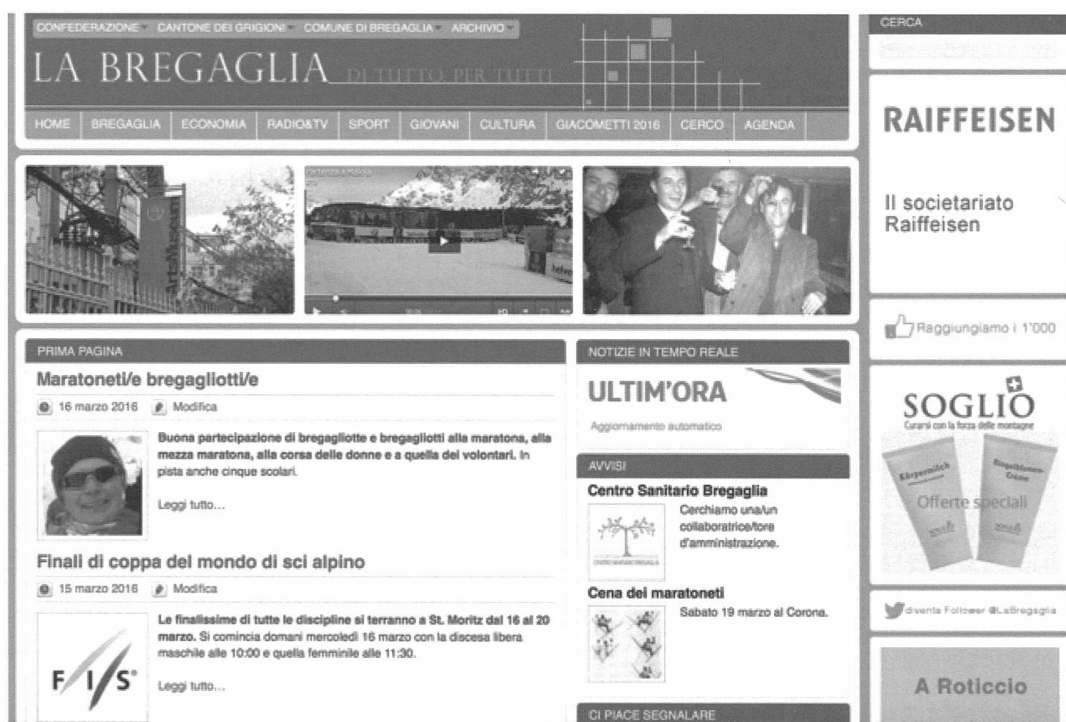 CONFEDERAZIONE CANTONE DEI GRIGIONI COMUNE DI BREGAGLIA ARCHIVIO
LA BREGAGLIA DI TUTTO, PER TUTTI
HOME BREGAGLIA ECONOMIA RADIO&TV SPORT GIOVANI CULTURA GIACOMETTI 2016 CERCO AGENDA
ArtsMuseum
PRIMA PAGINA
Maratoneti/e bregagliotti/e
16 marzo 2016 Modifica
Buona partecipazione di bregagliotte e bregagliotti alla maratona, alla
mezza maratona, alla corsa delle donne e a quella dei volontari. In
pista anche cinque scolari.
Leggi tutto...
Finali di coppa del mondo di sci alpino
15 marzo 2016 Modifica
Le finalissime di tutte le discipline si terranno a St. Moritz dal 16 al 20
marzo. Si comincia domani mercoledì 16 marzo con la discesa libera
maschile alle 10:00 e quella femminile alle 11:30.
FIS
Leggi tutto...
NOTIZIE IN TEMPO REALE
ULTIM'ORA
Aggiornamento automatico
AVVISI
Centro Sanitario Bregaglia
Cerchiamo una/un
collaboratrice/tore
d'amministrazione.
CENTRO SANITARIO BREGAGLIA
Cena dei maratoneti
Sabato 19 marzo al Corona.
CI PIACE SEGNALARE
CERCA
RAIFFEISEN
Il societariato
Raiffeisen
Raggiungiamo i 1'000
SOGLIO
Curarsi con la forza delle montagne
Körpermilch
Ringelblumen-
Crème
Offerte speciali
diventa Follower @LaBregaglia
A Roticcio